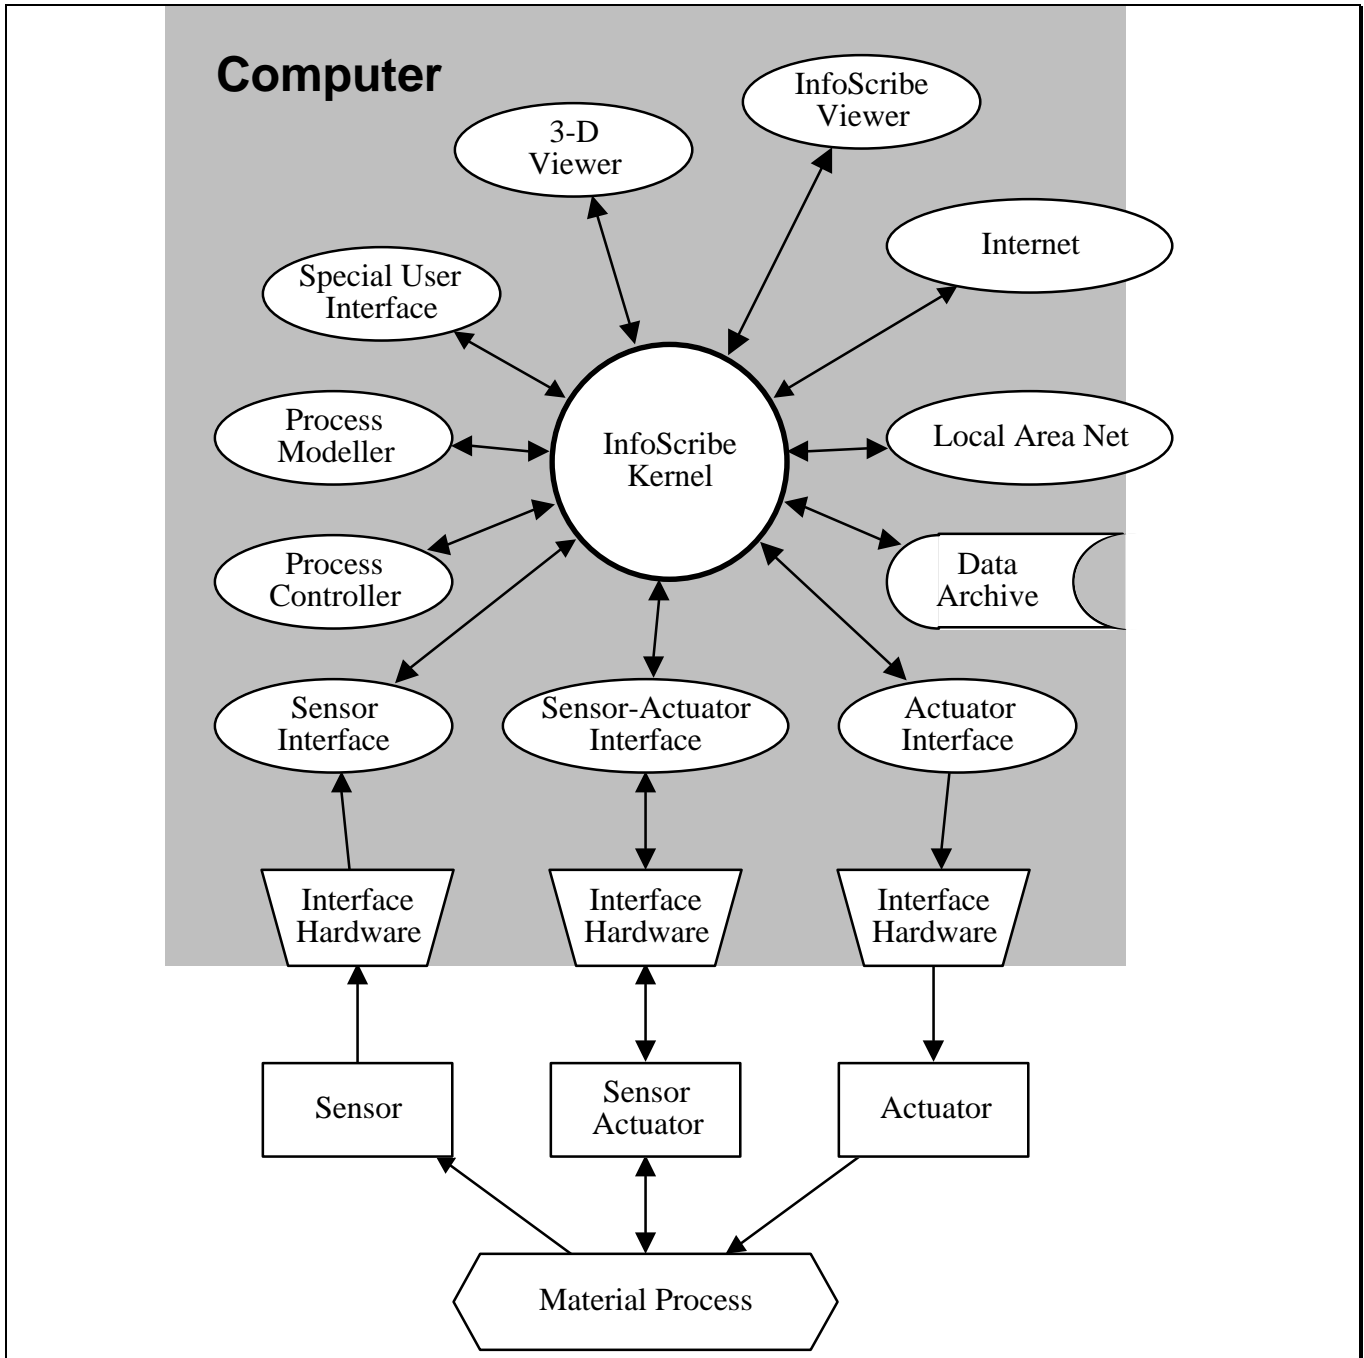 Computer
InfoScribe
Viewer
3-D
Viewer
Internet
Special User
Interface
Process
Modeller
InfoScribe
Kernel
Local Area Net
Process
Controller
Data
Archive
Sensor
Interface
Sensor-Actuator
Interface
Actuator
Interface
Interface
Hardware
Interface
Hardware
Interface
Hardware
Sensor
Sensor
Actuator
Actuator
Material Process